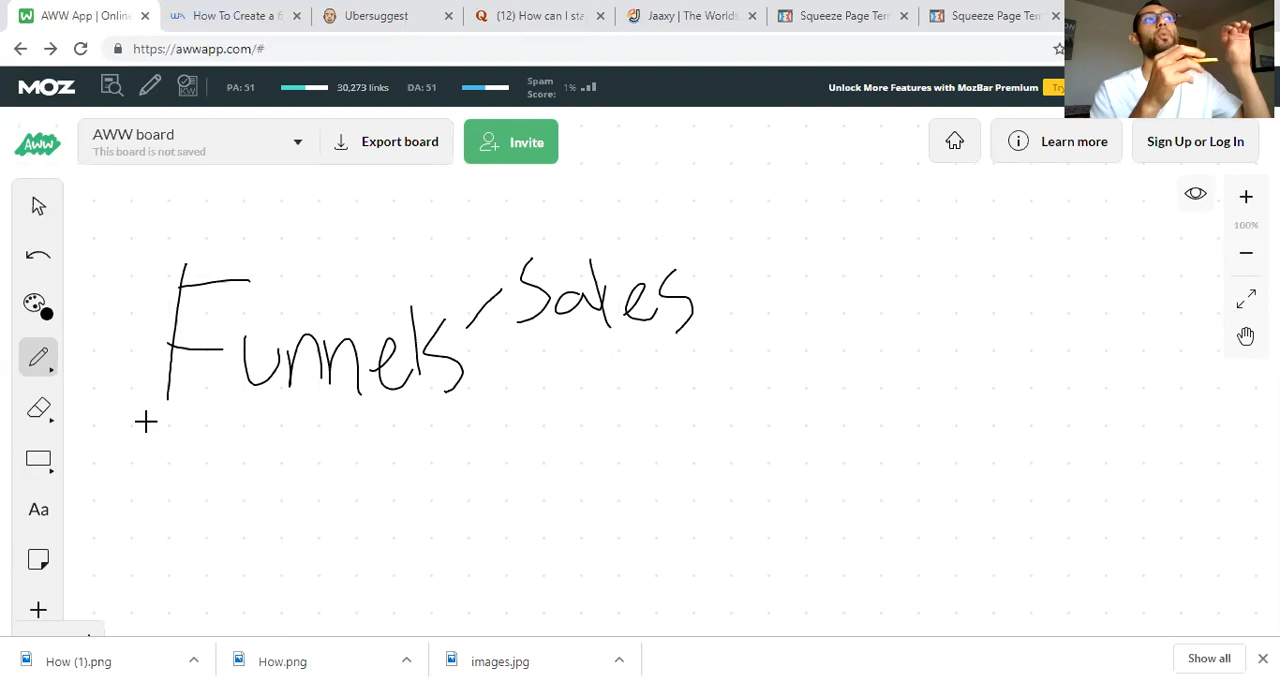 AWW App | Onlin
How To Create a 6
Ubersuggest
(12) How can I sta
Jaaxy | The World
Squeeze Page Tem
Squeeze Page Tem
https://awwapp.com/#
MOZ
PA: 51
30,273 links
DA: 51
Spam Score: 1%
Unlock More Features with MozBar Premium
AWW
AWW board
This board is not saved
Export board
Invite
Learn more
Sign Up or Log In
100%
Sales
Funnels
Aa
How (1).png
How.png
images.jpg
Show all